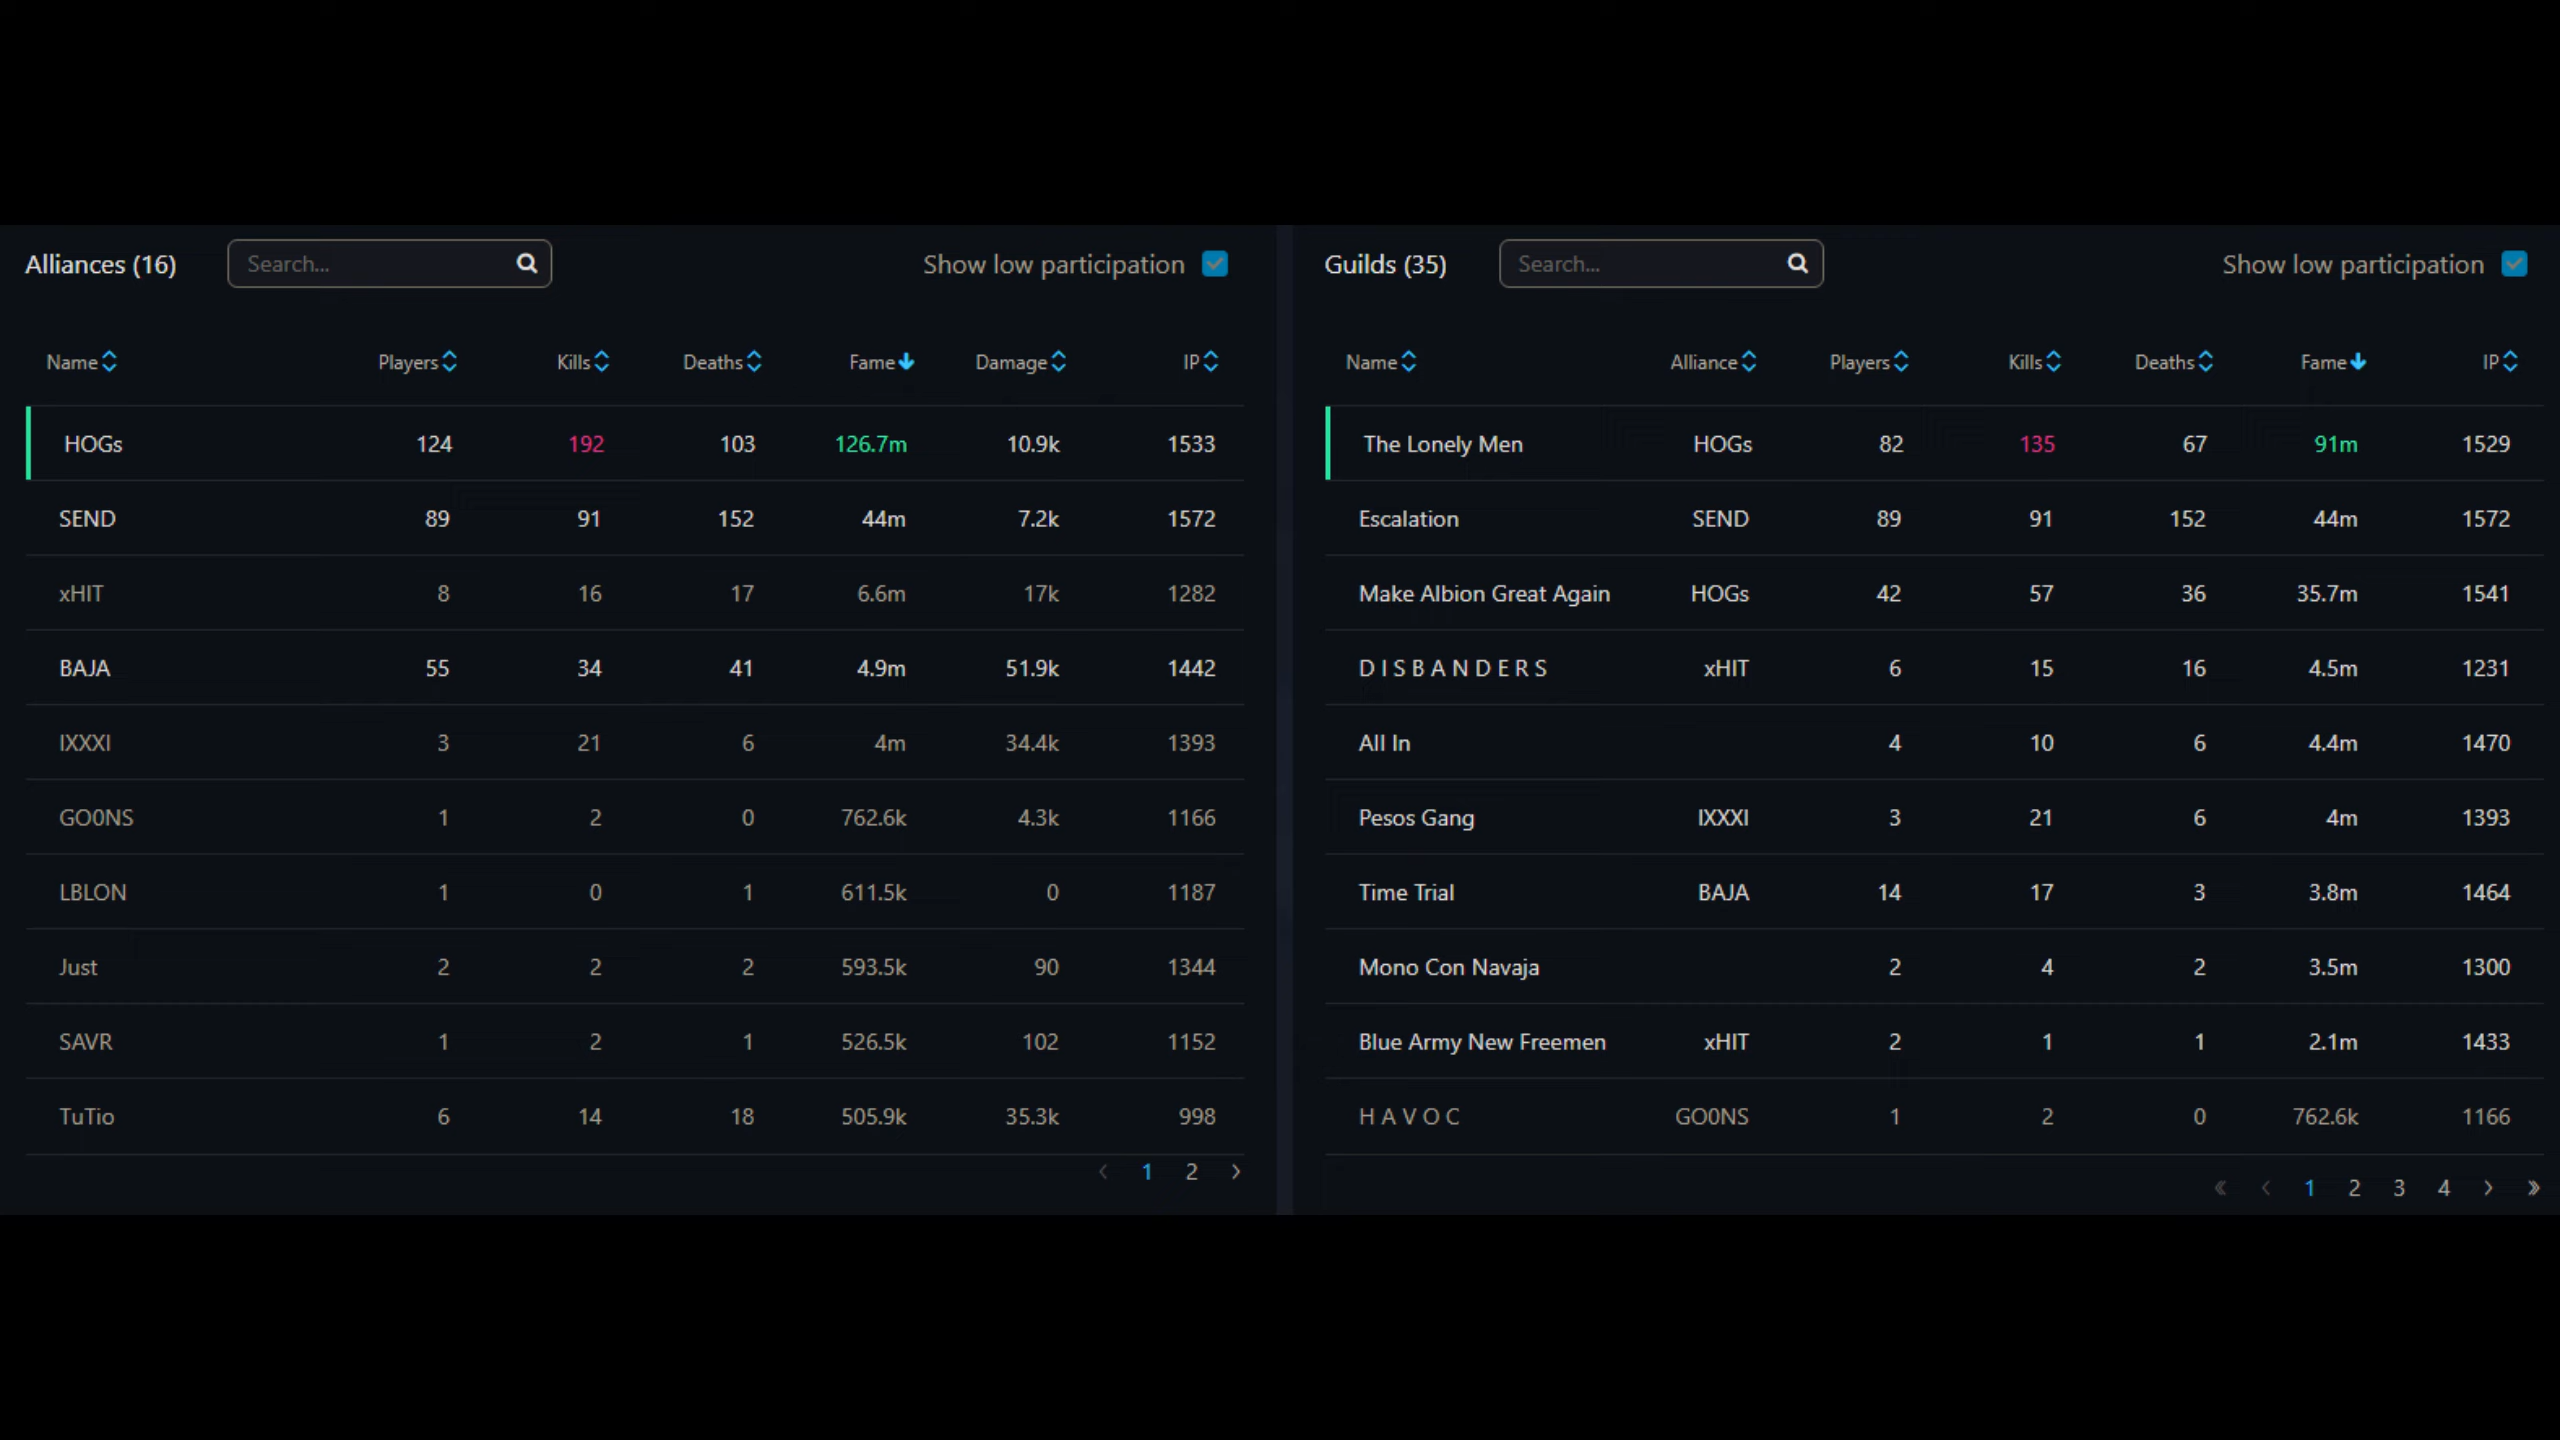 Alliances (16) Search... Show low participation
Name Players Kills Deaths Fame Damage IP
HOGs 124 192 103 126.7m 10.9k 1533
SEND 89 91 152 44m 7.2k 1572
xHIT 8 16 17 6.6m 17k 1282
BAJA 55 34 41 4.9m 51.9k 1442
IXXXI 3 21 6 4m 34.4k 1393
GO0NS 1 2 0 762.6k 4.3k 1166
LBLON 1 0 1 611.5k 0 1187
Just 2 2 2 593.5k 90 1344
SAVR 1 2 1 526.5k 102 1152
TuTio 6 14 18 505.9k 35.3k 998
‹ 1 2 ›
Guilds (35) Search... Show low participation
Name Alliance Players Kills Deaths Fame IP
The Lonely Men HOGs 82 135 67 91m 1529
Escalation SEND 89 91 152 44m 1572
Make Albion Great Again HOGs 42 57 36 35.7m 1541
D I S B A N D E R S xHIT 6 15 16 4.5m 1231
All In 4 10 6 4.4m 1470
Pesos Gang IXXXI 3 21 6 4m 1393
Time Trial BAJA 14 17 3 3.8m 1464
Mono Con Navaja 2 4 2 3.5m 1300
Blue Army New Freemen xHIT 2 1 1 2.1m 1433
H A V O C GO0NS 1 2 0 762.6k 1166
« ‹ 1 2 3 4 › »